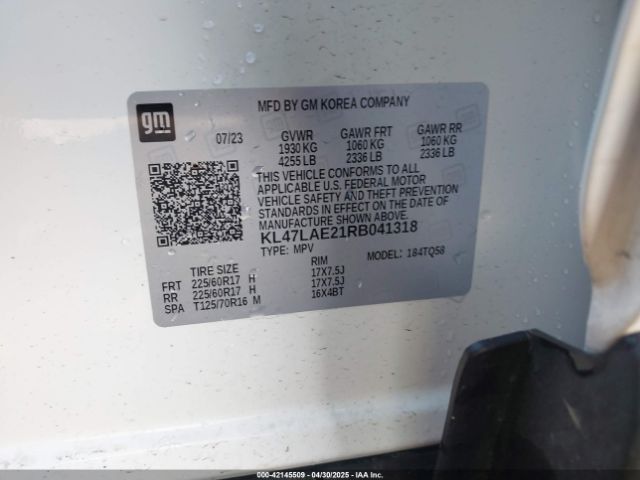 gm
MFD BY GM KOREA COMPANY
07/23 GVWR GAWR FRT GAWR RR
1930 KG 1060 KG 1060 KG
4255 LB 2336 LB 2336 LB
THIS VEHICLE CONFORMS TO ALL
APPLICABLE U.S. FEDERAL MOTOR
VEHICLE SAFETY AND THEFT PREVENTION
STANDARDS IN EFFECT ON THE DATE OF
MANUFACTURE SHOWN ABOVE.
KL47LAE21RB041318
TYPE: MPV MODEL: 184TQ58
TIRE SIZE RIM
FRT 225/60R17 H 17X7.5J
RR 225/60R17 H 17X7.5J
SPA T125/70R16 M 16X4BT
000-42145509 - 04/30/2025 - IAA Inc.